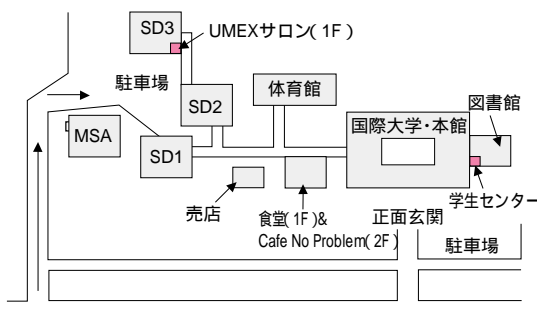 SD3
UMEXサロン(1F)
駐車場
体育館
SD2
図書館
国際大学・本館
MSA
SD1
学生センター
売店
食堂(1F)&
Cafe No Problem(2F)
正面玄関
駐車場